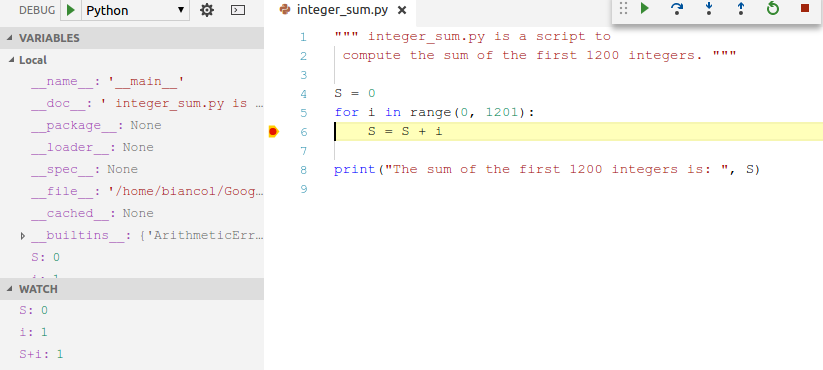 DEBUG Python
VARIABLES
Local
__name__: '__main__'
__doc__: ' integer_sum.py is …
__package__: None
__loader__: None
__spec__: None
__file__: '/home/biancol/Goog…
__cached__: None
__builtins__: {'ArithmeticErr…
S: 0
i: 1
WATCH
S: 0
i: 1
S+i: 1
integer_sum.py
1 """ integer_sum.py is a script to
2 compute the sum of the first 1200 integers. """
3
4 S = 0
5 for i in range(0, 1201):
6 S = S + i
7
8 print("The sum of the first 1200 integers is: ", S)
9